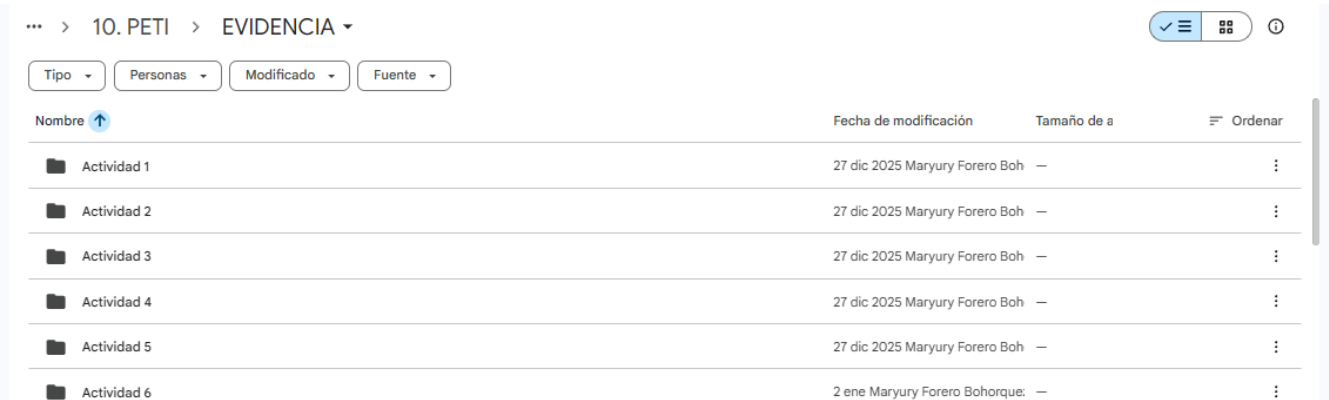 ... > 10. PETI > EVIDENCIA
Tipo Personas Modificado Fuente
Nombre Fecha de modificación Tamaño de a Ordenar
Actividad 1 27 dic 2025 Maryury Forero Boh —
Actividad 2 27 dic 2025 Maryury Forero Boh —
Actividad 3 27 dic 2025 Maryury Forero Boh —
Actividad 4 27 dic 2025 Maryury Forero Boh —
Actividad 5 27 dic 2025 Maryury Forero Boh —
Actividad 6 2 ene Maryury Forero Bohorque —